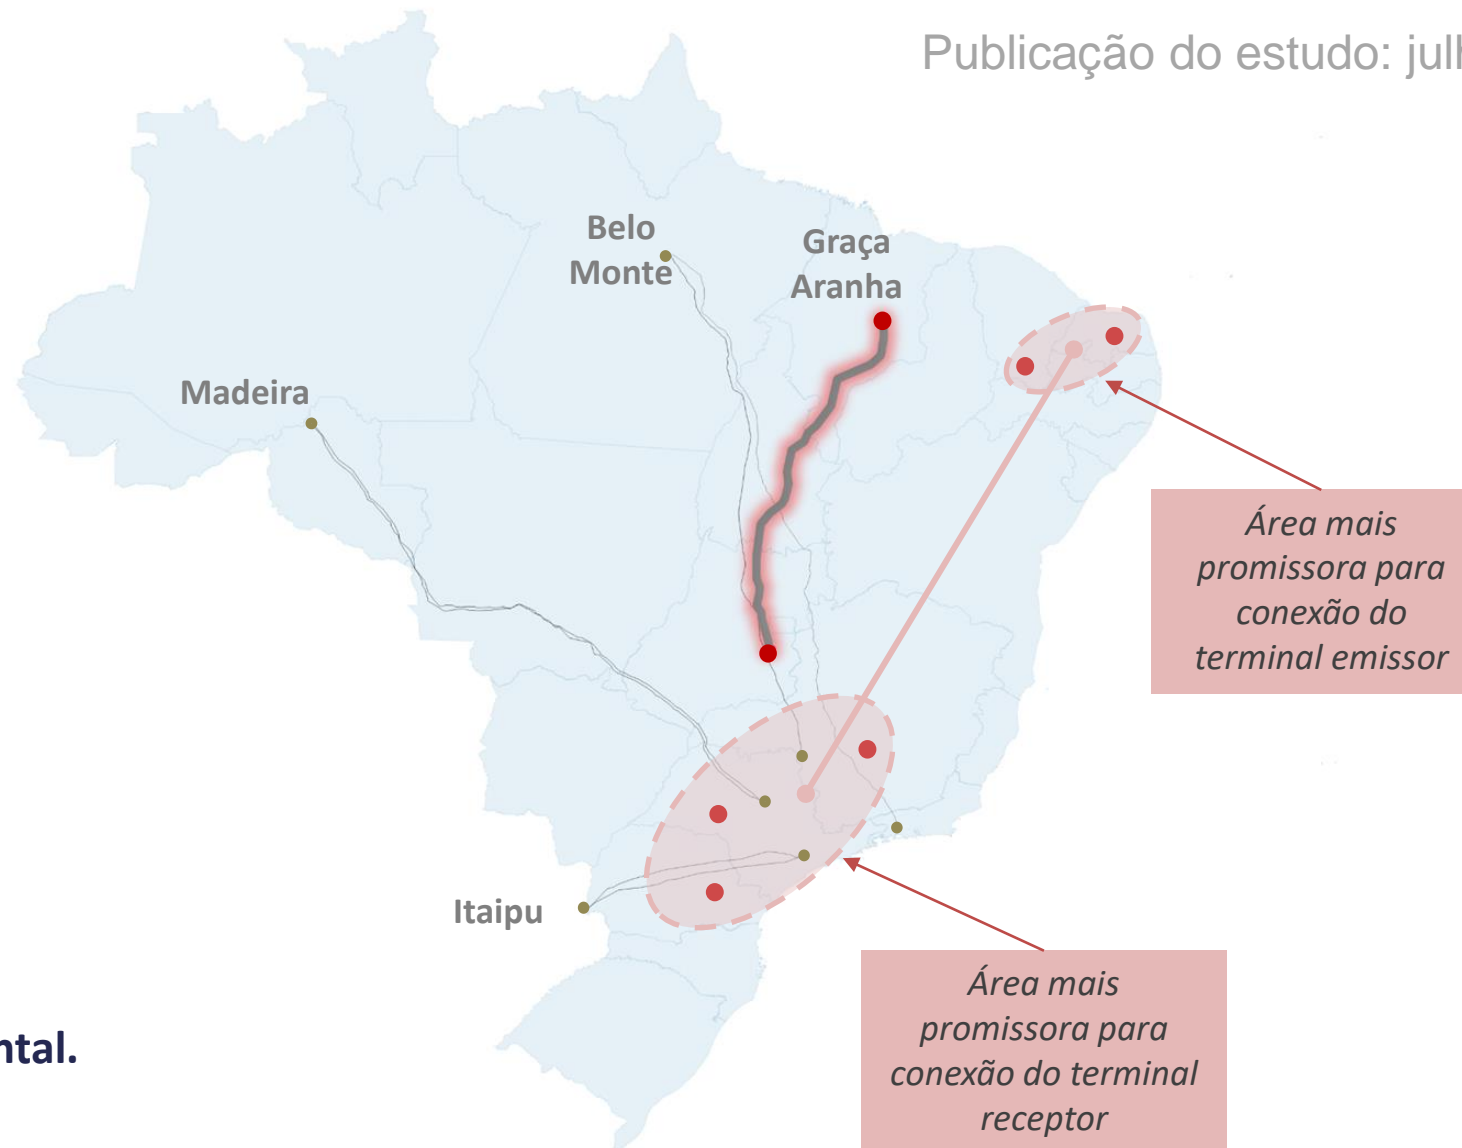 Publicação do estudo: julh
Belo
Monte
Graça
Aranha
Madeira
Área mais
promissora para
conexão do
terminal emissor
Itaipu
Área mais
promissora para
conexão do terminal
receptor
ntal.